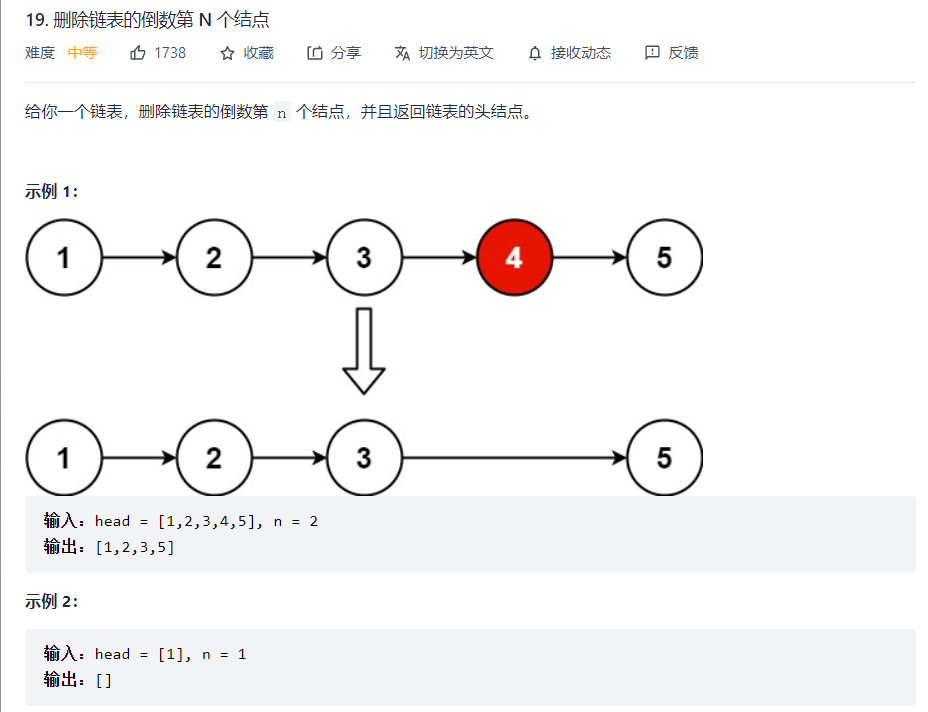 19. 删除链表的倒数第 N 个结点
难度 中等 1738 收藏 分享 切换为英文 接收动态 反馈
给你一个链表，删除链表的倒数第 n 个结点，并且返回链表的头结点。
示例 1：
1 2 3 4 5
1 2 3 5
输入：head = [1,2,3,4,5], n = 2
输出：[1,2,3,5]
示例 2：
输入：head = [1], n = 1
输出：[]